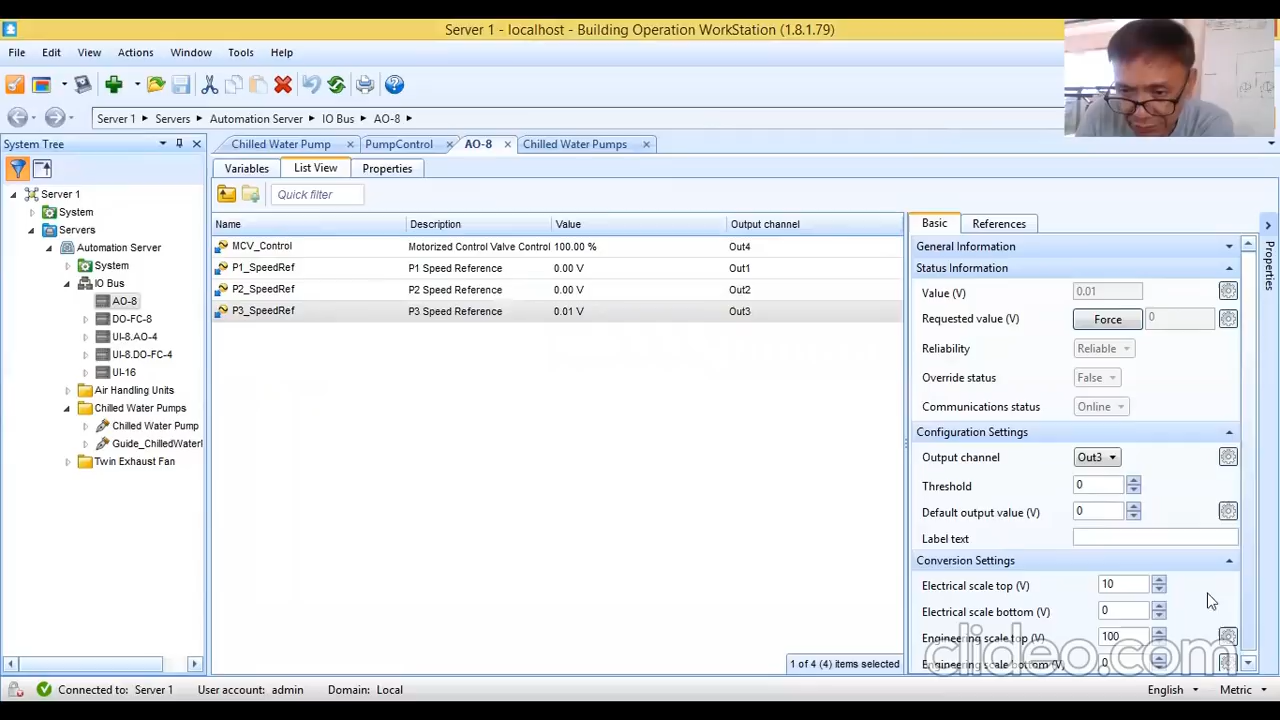 Server 1 - localhost - Building Operation WorkStation (1.8.1.79)
File Edit View Actions Window Tools Help
Server 1 Servers Automation Server IO Bus AO-8
System Tree
Chilled Water Pump PumpControl AO-8 Chilled Water Pumps
Variables List View Properties
Quick filter
Server 1
System
Servers
Automation Server
System
IO Bus
AO-8
DO-FC-8
UI-8.AO-4
UI-8.DO-FC-4
UI-16
Air Handling Units
Chilled Water Pumps
Chilled Water Pump
Guide_ChilledWaterl
Twin Exhaust Fan
Name Description Value Output channel
MCV_Control Motorized Control Valve Control 100.00 % Out4
P1_SpeedRef P1 Speed Reference 0.00 V Out1
P2_SpeedRef P2 Speed Reference 0.00 V Out2
P3_SpeedRef P3 Speed Reference 0.01 V Out3
1 of 4 (4) items selected
Basic References
General Information
Status Information
Value (V) 0.01
Requested value (V) Force 0
Reliability Reliable
Override status False
Communications status Online
Configuration Settings
Output channel Out3
Threshold 0
Default output value (V) 0
Label text
Conversion Settings
Electrical scale top (V) 10
Electrical scale bottom (V) 0
Engineering scale top (V) 100
Engineering scale bottom (V) 0
Properties
clideo.com
Connected to: Server 1 User account: admin Domain: Local English Metric